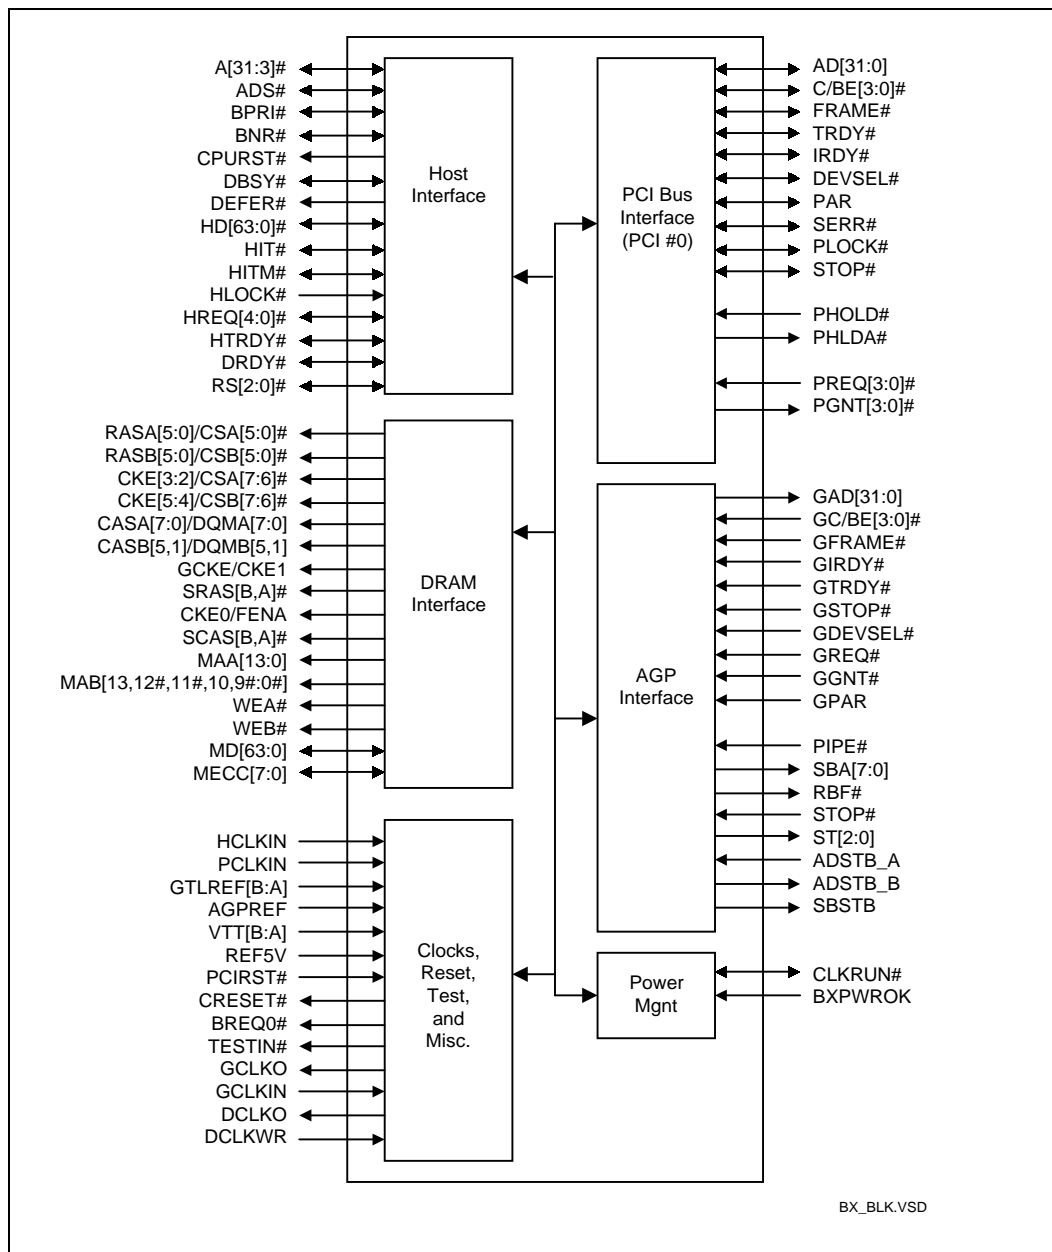 A[31:3]#
ADS#
BPRI#
BNR#
CPURST#
DBSY#
DEFER#
HD[63:0]#
HIT#
HITM#
HLOCK#
HREQ[4:0]#
HTRDY#
DRDY#
RS[2:0]#
Host
Interface
RASA[5:0]/CSA[5:0]#
RASB[5:0]/CSB[5:0]#
CKE[3:2]/CSA[7:6]#
CKE[5:4]/CSB[7:6]#
CASA[7:0]/DQMA[7:0]
CASB[5,1]/DQMB[5,1]
GCKE/CKE1
SRAS[B,A]#
CKE0/FENA
SCAS[B,A]#
MAA[13:0]
MAB[13,12#,11#,10,9#:0#]
WEA#
WEB#
MD[63:0]
MECC[7:0]
DRAM
Interface
HCLKIN
PCLKIN
GTLREF[B:A]
AGPREF
VTT[B:A]
REF5V
PCIRST#
CRESET#
BREQ0#
TESTIN#
GCLKO
GCLKIN
DCLKO
DCLKWR
Clocks,
Reset,
Test,
and
Misc.
PCI Bus
Interface
(PCI #0)
AD[31:0]
C/BE[3:0]#
FRAME#
TRDY#
IRDY#
DEVSEL#
PAR
SERR#
PLOCK#
STOP#
PHOLD#
PHLDA#
PREQ[3:0]#
PGNT[3:0]#
AGP
Interface
GAD[31:0]
GC/BE[3:0]#
GFRAME#
GIRDY#
GTRDY#
GSTOP#
GDEVSEL#
GREQ#
GGNT#
GPAR
PIPE#
SBA[7:0]
RBF#
STOP#
ST[2:0]
ADSTB_A
ADSTB_B
SBSTB
Power
Mgnt
CLKRUN#
BXPWROK
BX_BLK.VSD